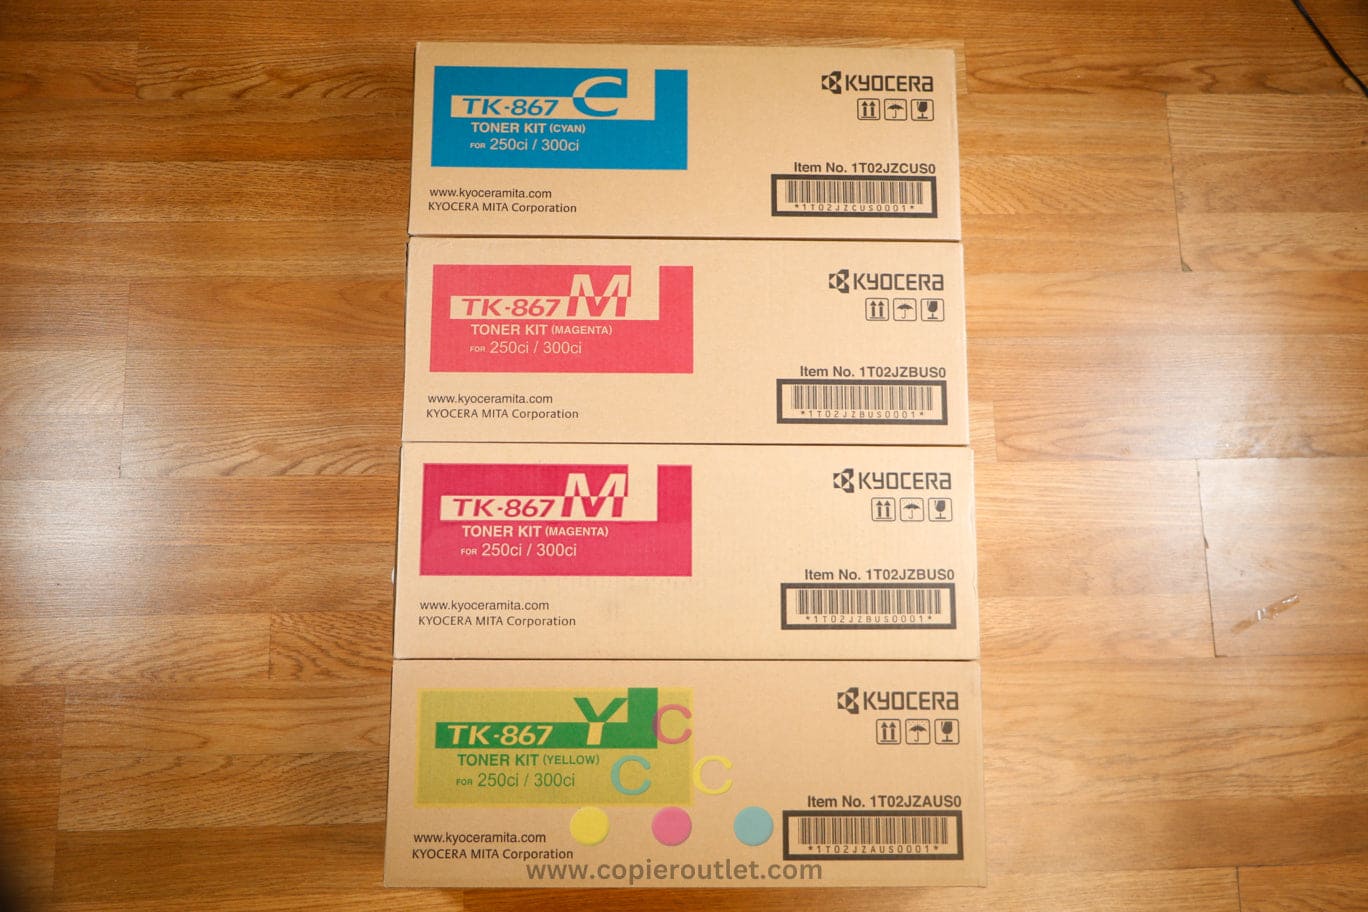 TK-867 C
TONER KIT (CYAN)
FOR 250ci / 300ci
www.kyoceramita.com
KYOCERA MITA Corporation
KYOCERA
Item No. 1T02JZCUS0
*1T02JZCUS0001*
TK-867 M
TONER KIT (MAGENTA)
FOR 250ci / 300ci
www.kyoceramita.com
KYOCERA MITA Corporation
KYOCERA
Item No. 1T02JZBUS0
*1T02JZBUS0001*
TK-867 M
TONER KIT (MAGENTA)
FOR 250ci / 300ci
www.kyoceramita.com
KYOCERA MITA Corporation
KYOCERA
Item No. 1T02JZBUS0
*1T02JZBUS0001*
TK-867 Y
TONER KIT (YELLOW)
FOR 250ci / 300ci
www.kyoceramita.com
KYOCERA MITA Corporation
KYOCERA
Item No. 1T02JZAUS0
*1T02JZAUS0001*
C
C C
www.copieroutlet.com